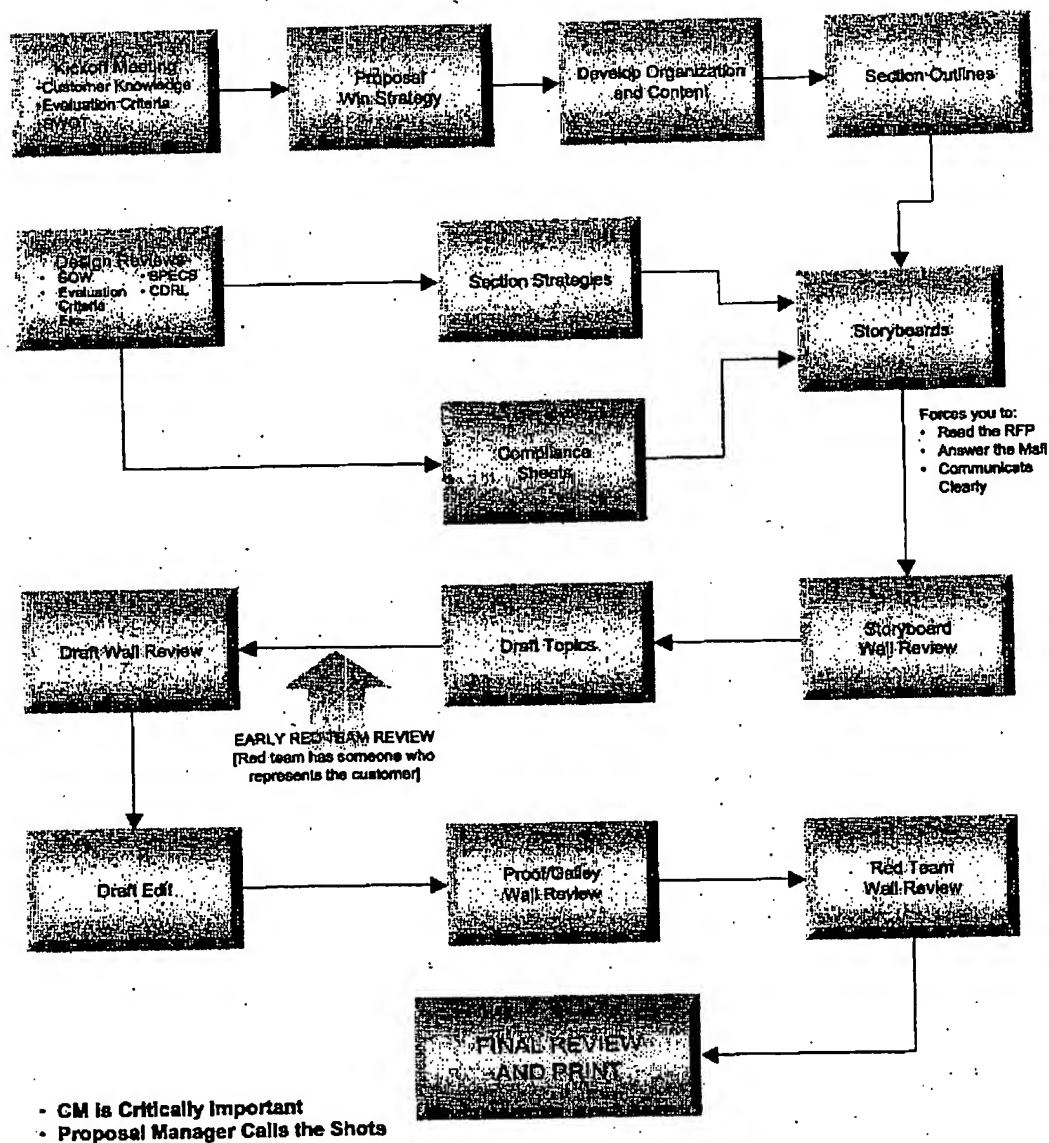 Kickoff Meeting
•Customer Knowledge
•Evaluation Criteria
SWOT
Proposal
Win Strategy
Develop Organization
and Content
Section Outlines
Design Reviews
• SOW • SPECS
• Evaluation • CDRL
Criteria
Etc.
Section Strategies
Storyboards
Compliance
Sheets
Forces you to:
• Read the RFP
• Answer the Mail
• Communicate
Clearly
Draft Wall Review
Draft Topics
Storyboard
Wall Review
EARLY RED TEAM REVIEW
[Red team has someone who
represents the customer]
Draft Edit
Proof/Galley
Wall Review
Red Team
Wall Review
FINAL REVIEW
AND PRINT
• CM is Critically Important
• Proposal Manager Calls the Shots